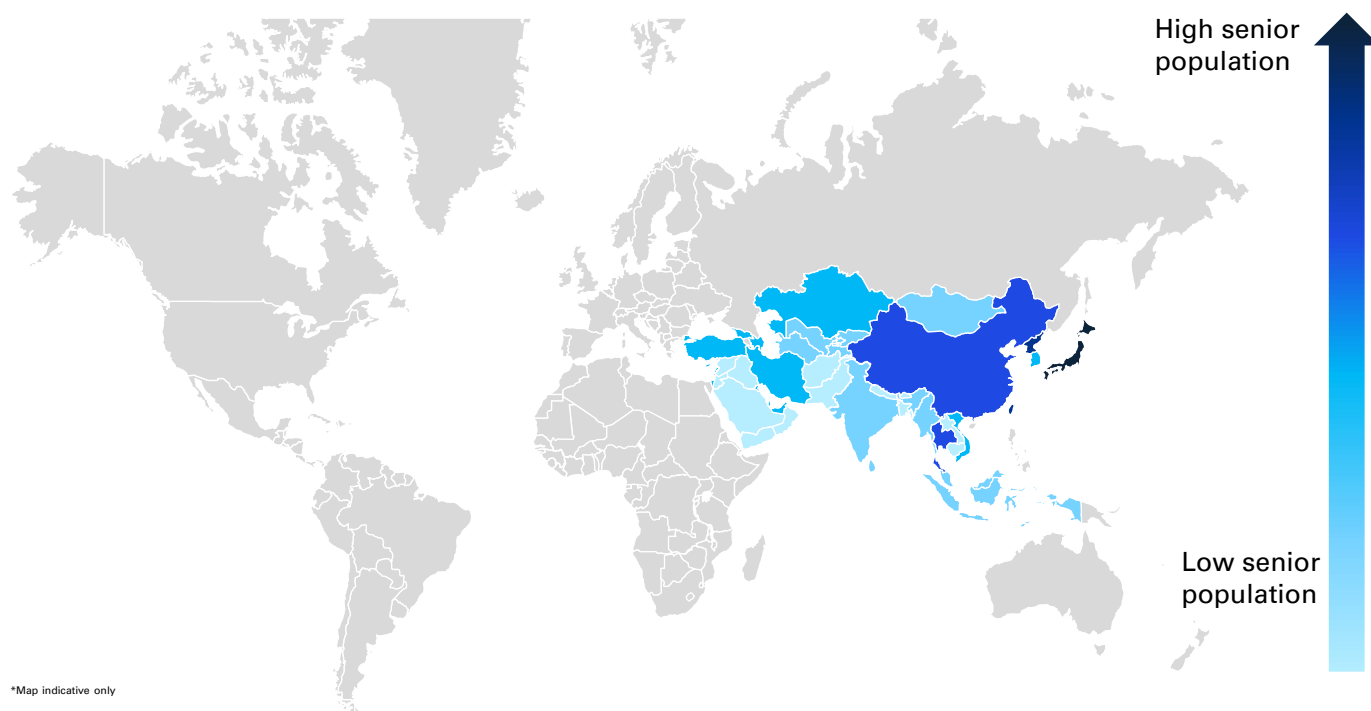 High senior
population
Low senior
population
*Map indicative only